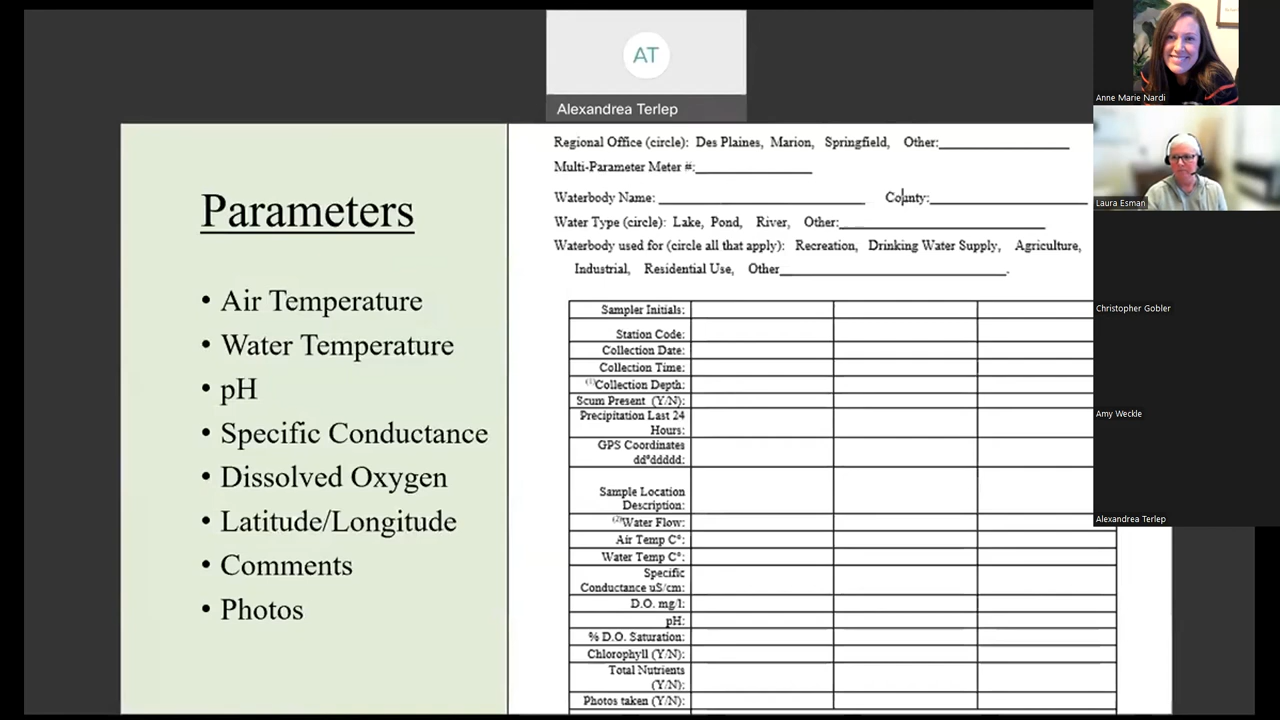 AT
Alexandrea Terlep
Anne Marie Nardi
Laura Esman
Christopher Gobler
Amy Weckle
Alexandrea Terlep
Parameters
• Air Temperature
• Water Temperature
• pH
• Specific Conductance
• Dissolved Oxygen
• Latitude/Longitude
• Comments
• Photos
Regional Office (circle): Des Plaines, Marion, Springfield, Other:
Multi-Parameter Meter #:
Waterbody Name: County:
Water Type (circle): Lake, Pond, River, Other:
Waterbody used for (circle all that apply): Recreation, Drinking Water Supply, Agriculture,
Industrial, Residential Use, Other .
Sampler Initials:
Station Code:
Collection Date:
Collection Time:
(1)Collection Depth:
Scum Present (Y/N):
Precipitation Last 24
Hours:
GPS Coordinates
dd°ddddd:
Sample Location
Description:
(2)Water Flow:
Air Temp C°:
Water Temp C°:
Specific
Conductance uS/cm:
D.O. mg/l:
pH:
% D.O. Saturation:
Chlorophyll (Y/N):
Total Nutrients
(Y/N):
Photos taken (Y/N):